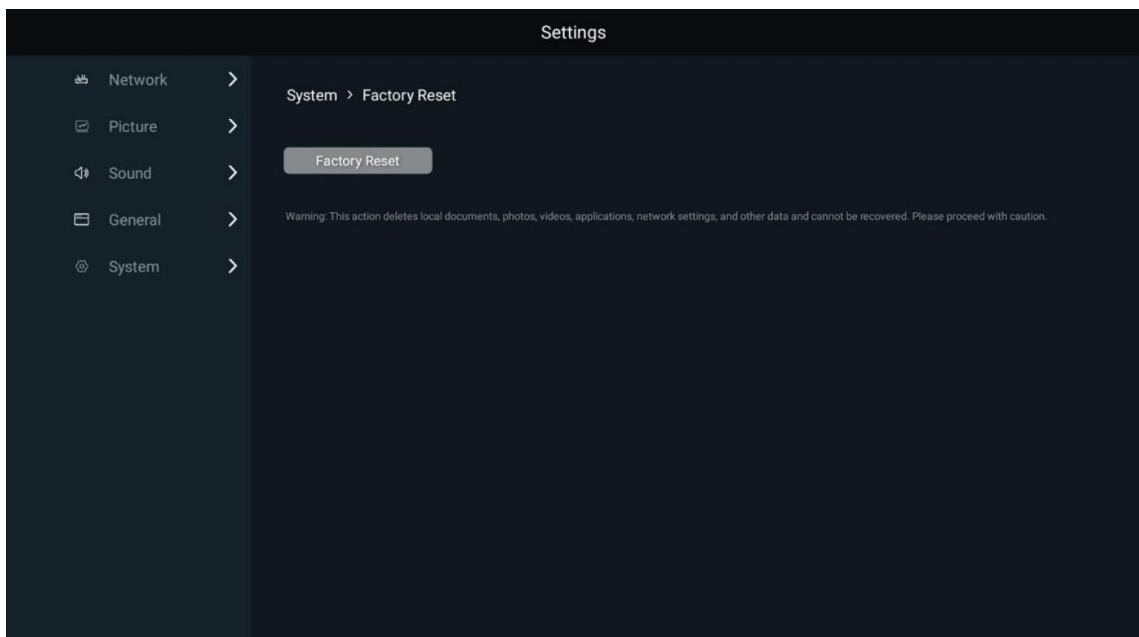 Settings
Network
Picture
Sound
General
System
System > Factory Reset
Factory Reset
Warning: This action deletes local documents, photos, videos, applications, network settings, and other data and cannot be recovered. Please proceed with caution.